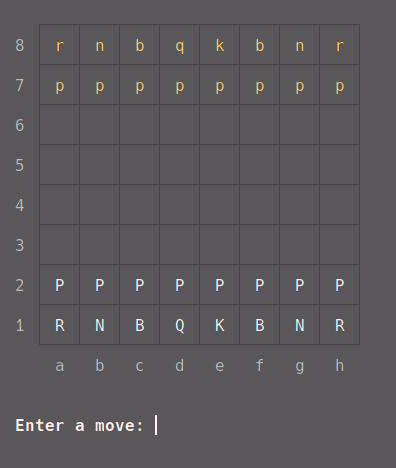 8 r n b q k b n r
7 p p p p p p p p
6
5
4
3
2 P P P P P P P P
1 R N B Q K B N R
a b c d e f g h
Enter a move: